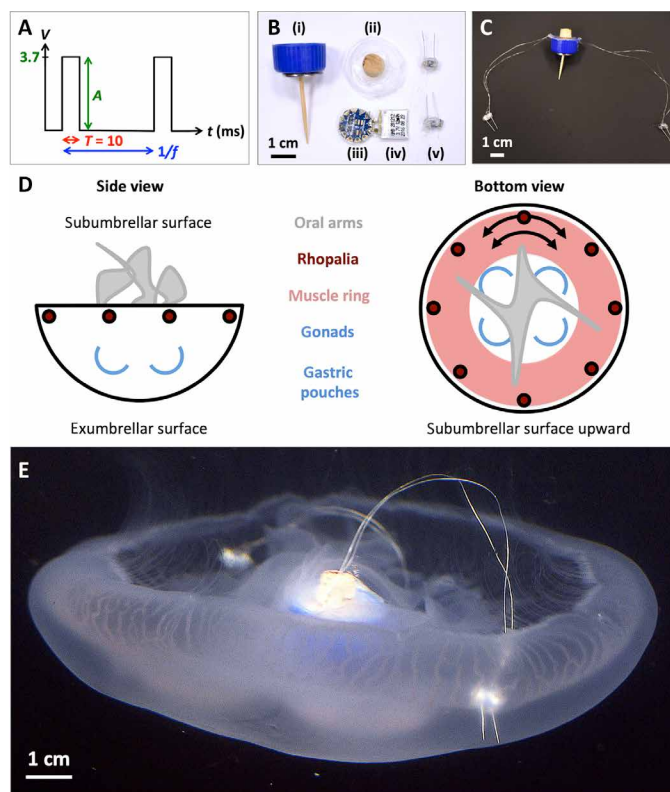 A
V
3.7
A
t (ms)
T = 10
1/f
B
(i)
(ii)
(iii)
(iv)
(v)
1 cm
C
1 cm
D
Side view
Bottom view
Subumbrellar surface
Oral arms
Rhopalia
Muscle ring
Gonads
Gastric
pouches
Exumbrellar surface
Subumbrellar surface upward
E
1 cm